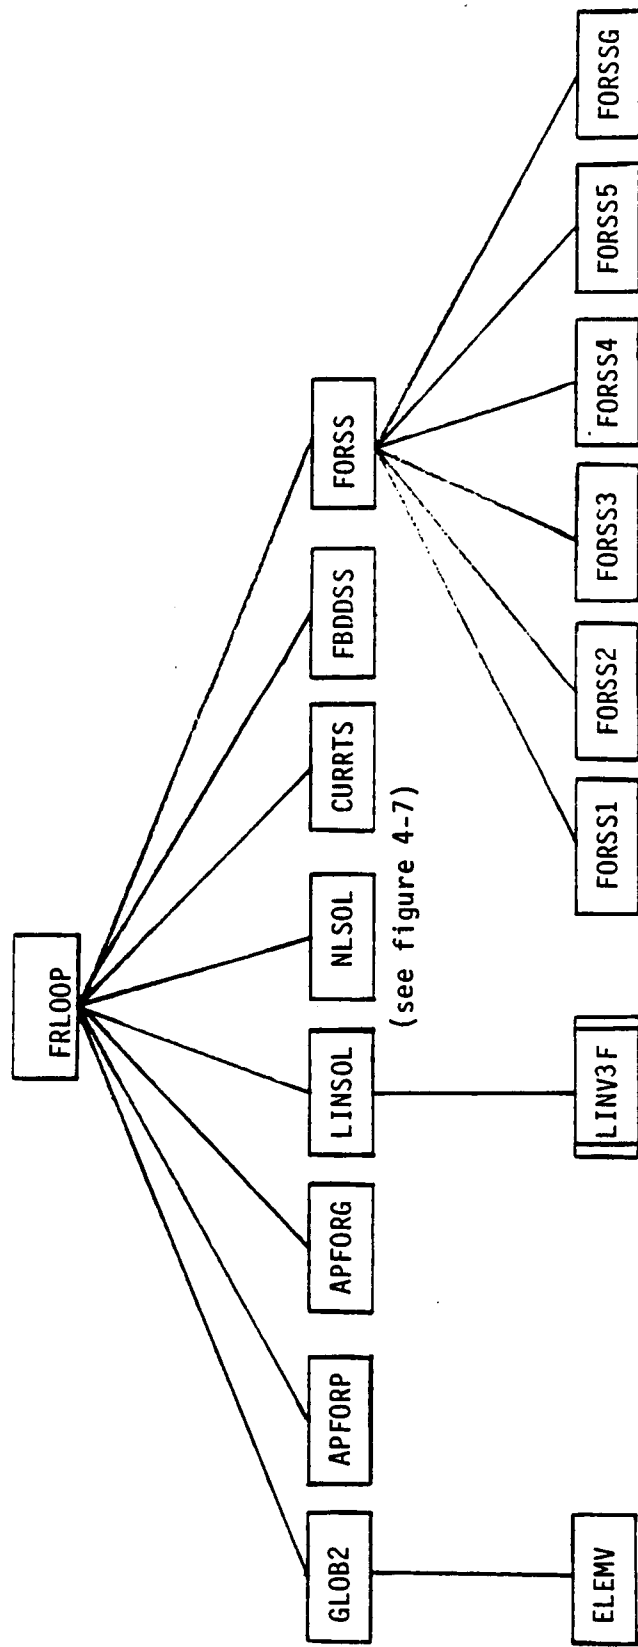 FRLOOP
GLOB2
APFORP
APFORG
LINSOL
NLSOL
CURRTS
FBDDSS
FORSS
(see figure 4-7)
ELEMV
LINV3F
FORSS1
FORSS2
FORSS3
FORSS4
FORSS5
FORSSG